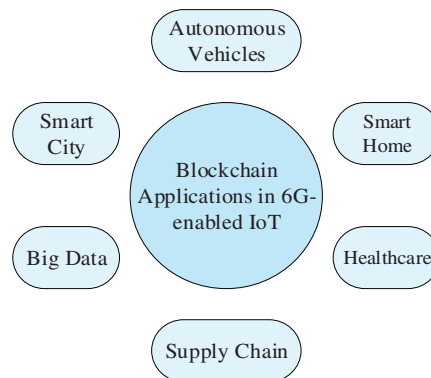 Autonomous
Vehicles
Smart
City
Smart
Home
Blockchain
Applications in 6G-
enabled IoT
Big Data
Healthcare
Supply Chain